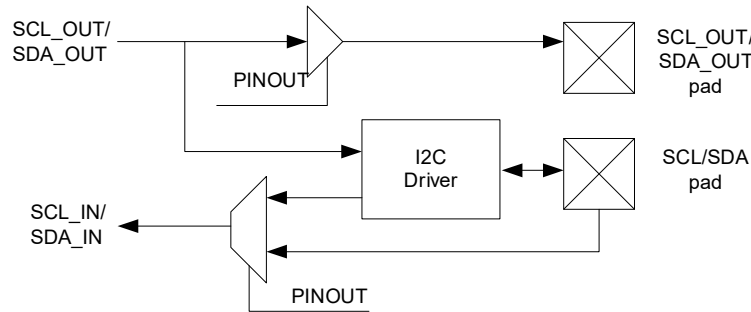 SCL_OUT/
SDA_OUT
SCL_OUT/
SDA_OUT
pad
PINOUT
I2C
Driver
SCL/SDA
pad
SCL_IN/
SDA_IN
PINOUT